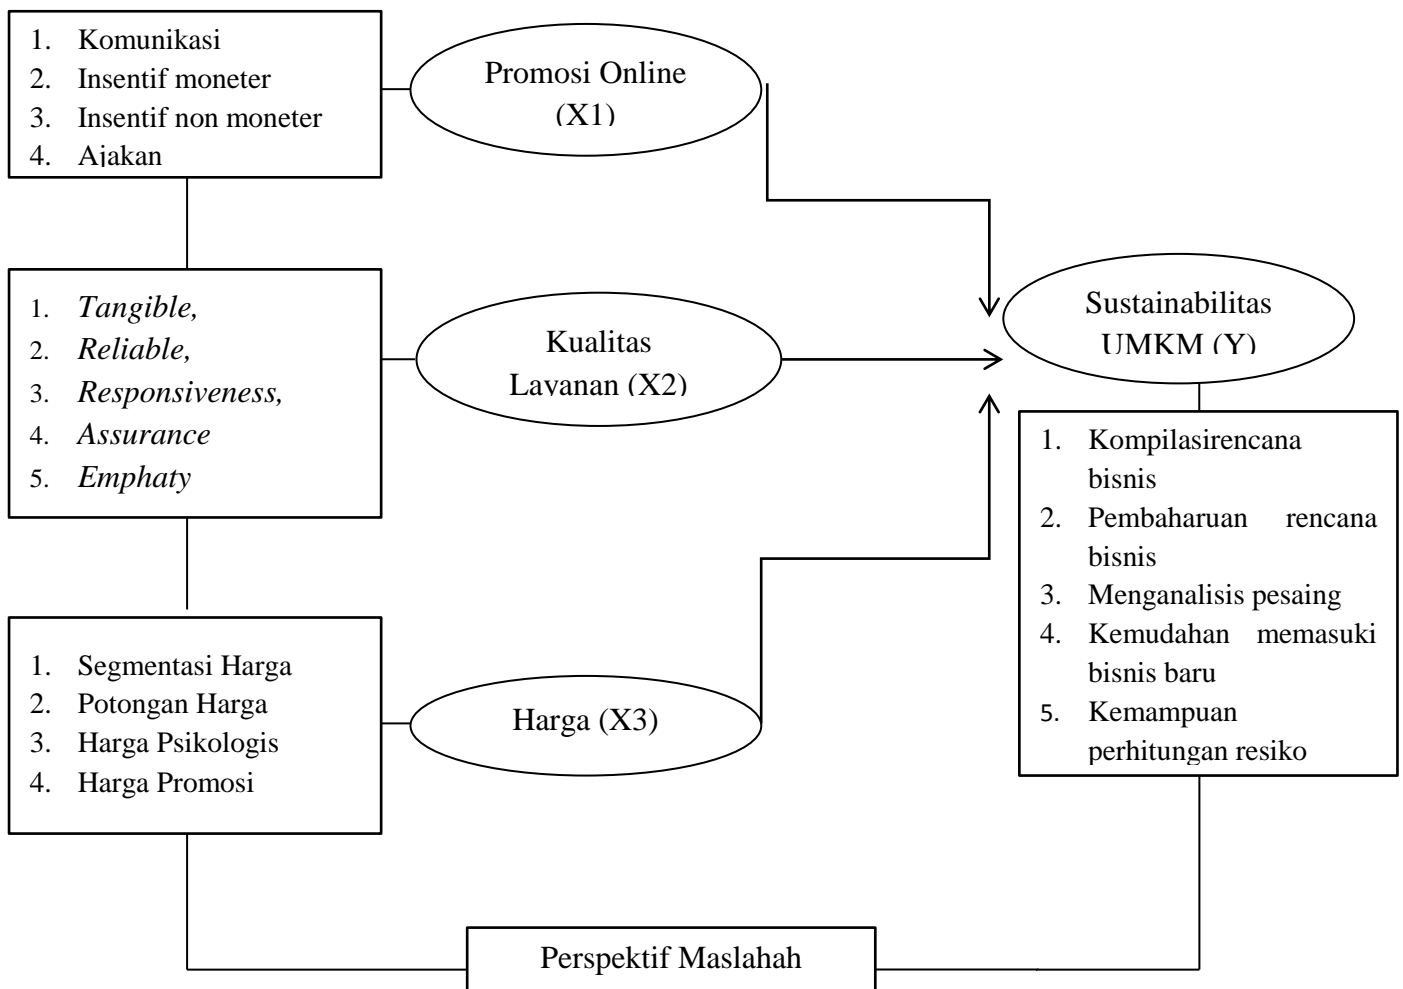 1. Komunikasi
2. Insentif moneter
3. Insentif non moneter
4. Ajakan
Promosi Online
(X1)
1. Tangible,
2. Reliable,
3. Responsiveness,
4. Assurance
5. Emphaty
Kualitas
Layanan (X2)
1. Segmentasi Harga
2. Potongan Harga
3. Harga Psikologis
4. Harga Promosi
Harga (X3)
Sustainabilitas
UMKM (Y)
1. Kompilasirencana
bisnis
2. Pembaharuan rencana
bisnis
3. Menganalisis pesaing
4. Kemudahan memasuki
bisnis baru
5. Kemampuan
perhitungan resiko
Perspektif Maslahah